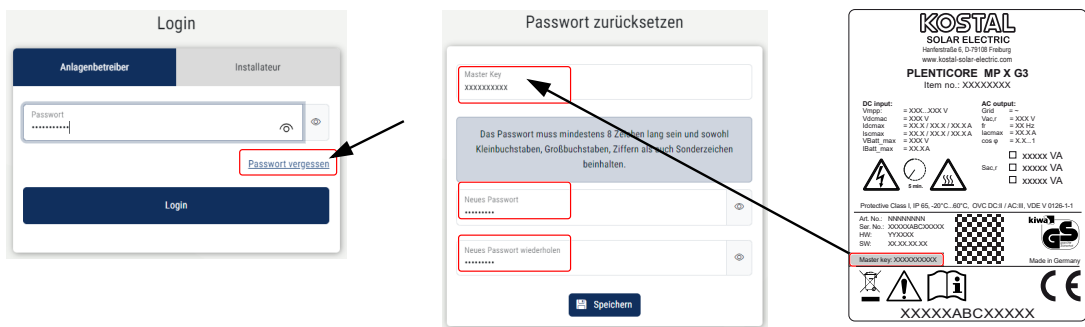 Login
Anlagenbetreiber
Installateur
Passwort
Passwort vergessen
Login
Passwort zurücksetzen
Master Key
XXXXXXXXXX
Das Passwort muss mindestens 8 Zeichen lang sein und sowohl
Kleinbuchstaben, Großbuchstaben, Ziffern als auch Sonderzeichen
beinhalten.
Neues Passwort
Neues Passwort wiederholen
Speichern
KOSTAL
SOLAR ELECTRIC
Hanferstraße 6, D-79108 Freiburg
www.kostal-solar-electric.com
PLENTICORE MP X G3
Item no.: XXXXXXXX
DC input:
Vmpp: = XXX...XXX V
Vdcmac = XXX V
Idcmax = XX.X / XX.X / XX.X A
Iscmax = XX.X / XX.X / XX.X A
VBatt_max = XXX V
IBatt_max = XX.X A
AC output:
Grid = ~
Vac,r = XXX V
fr = XX Hz
Iacmax = XX.X A
cos φ = X.X...1
xxxxx VA
Sac,r xxxxx VA
xxxxx VA
5 min.
Protective Class I, IP 65, -20°C...60°C, OVC DC:II / AC:III, VDE V 0126-1-1
Art. No.: NNNNNNNN
Ser. No.: XXXXXABCXXXXX
HW: YYXXXX
SW: XX.XX.XX.XX
Master key: XXXXXXXXXX
kiwa
GS
Made in Germany
CE
XXXXXXABCXXXXX